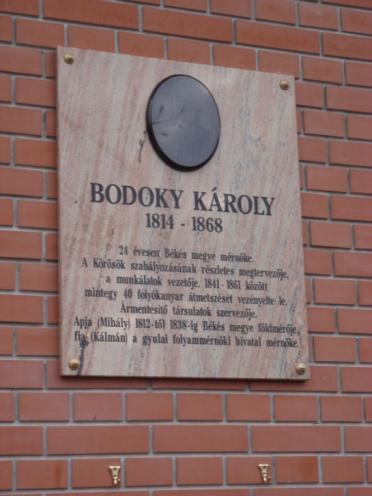 BODOKY KÁROLY
1814 - 1868
24 évesen Békés megye mérnöke.
A Körösök szabályozásának részletes megtervezője,
a munkálatok vezetője. 1841 - 1861 között
mintegy 40 folyókanyar átmetszését vezényelte le.
Ármentesítő társulatok szervezője.
Apja (Mihály) 1812-től 1838-ig Békés megye földmérője,
fia (Kálmán) a gyulai folyammérnöki hivatal mérnöke.